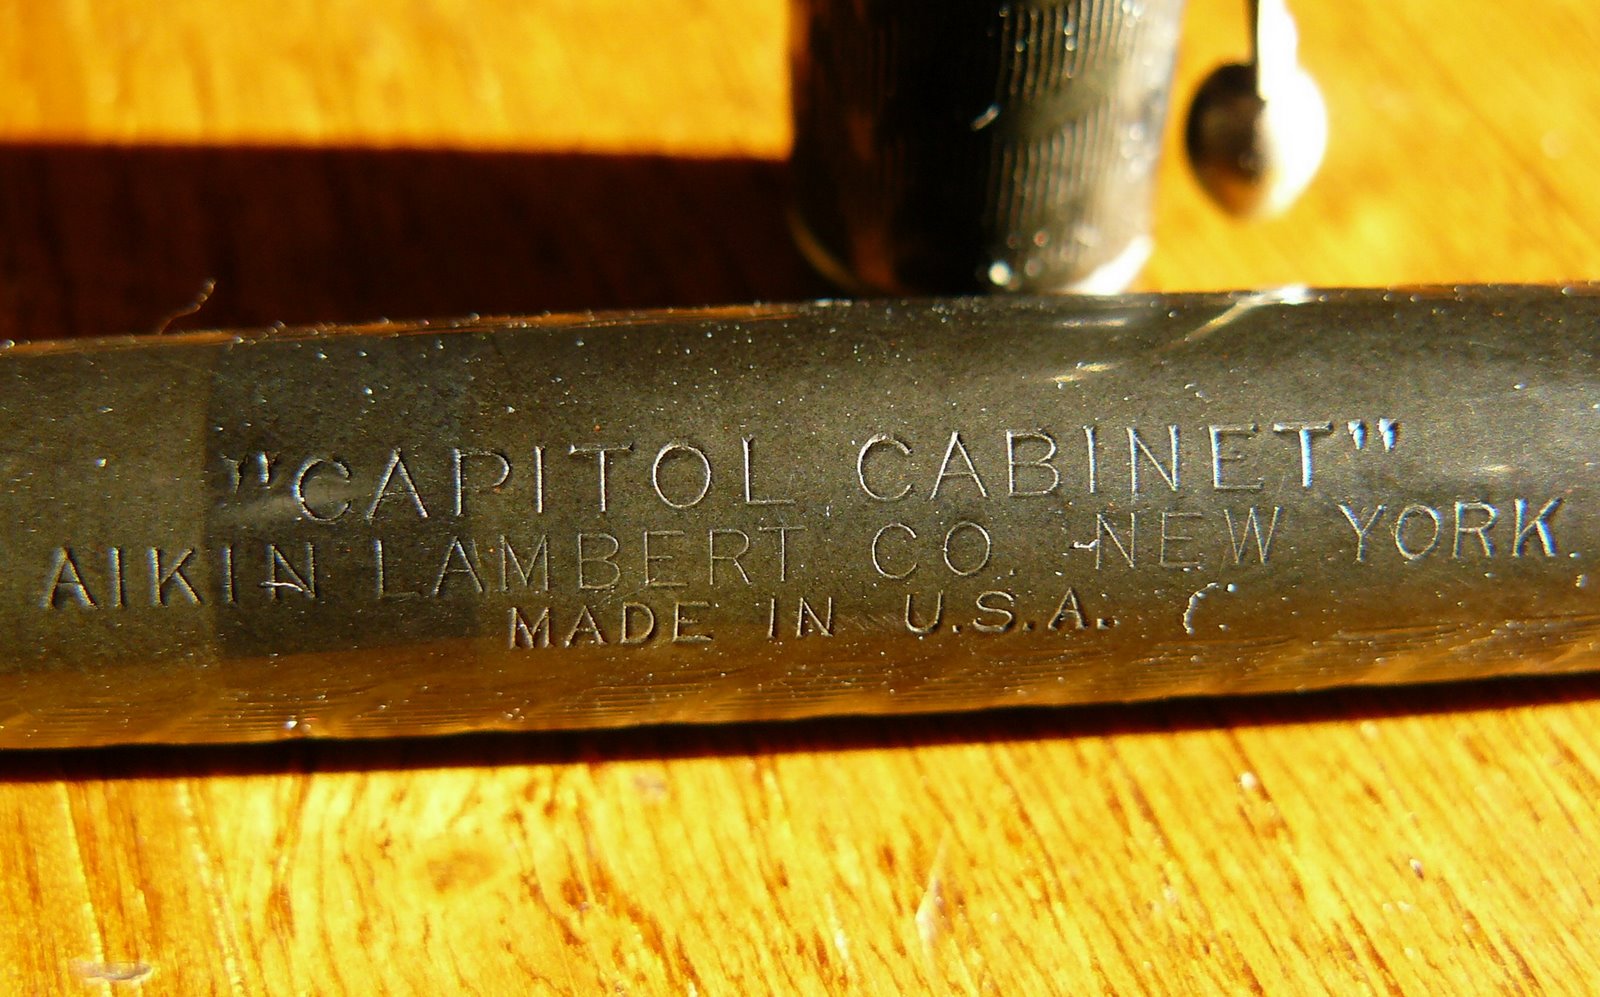 "CAPITOL CABINET"
AIKIN LAMBERT CO. NEW YORK.
MADE IN U.S.A.